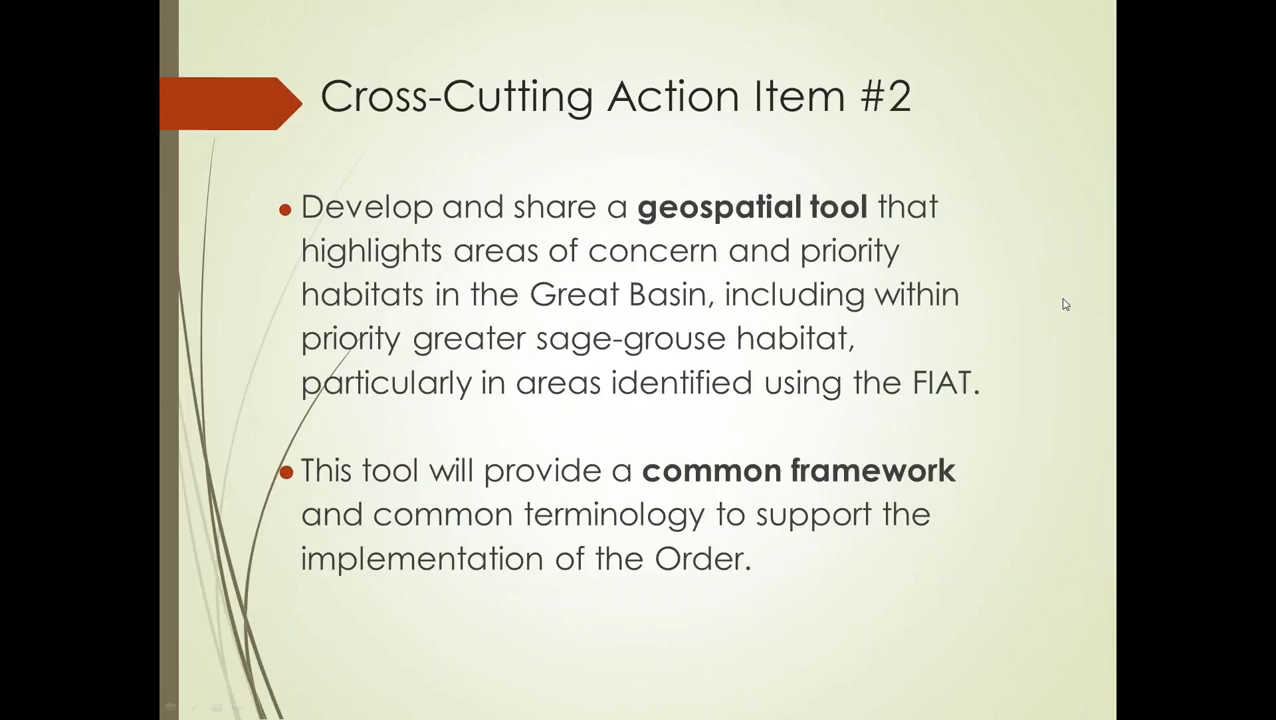 Cross-Cutting Action Item #2
• Develop and share a geospatial tool that
highlights areas of concern and priority
habitats in the Great Basin, including within
priority greater sage-grouse habitat,
particularly in areas identified using the FIAT.
• This tool will provide a common framework
and common terminology to support the
implementation of the Order.